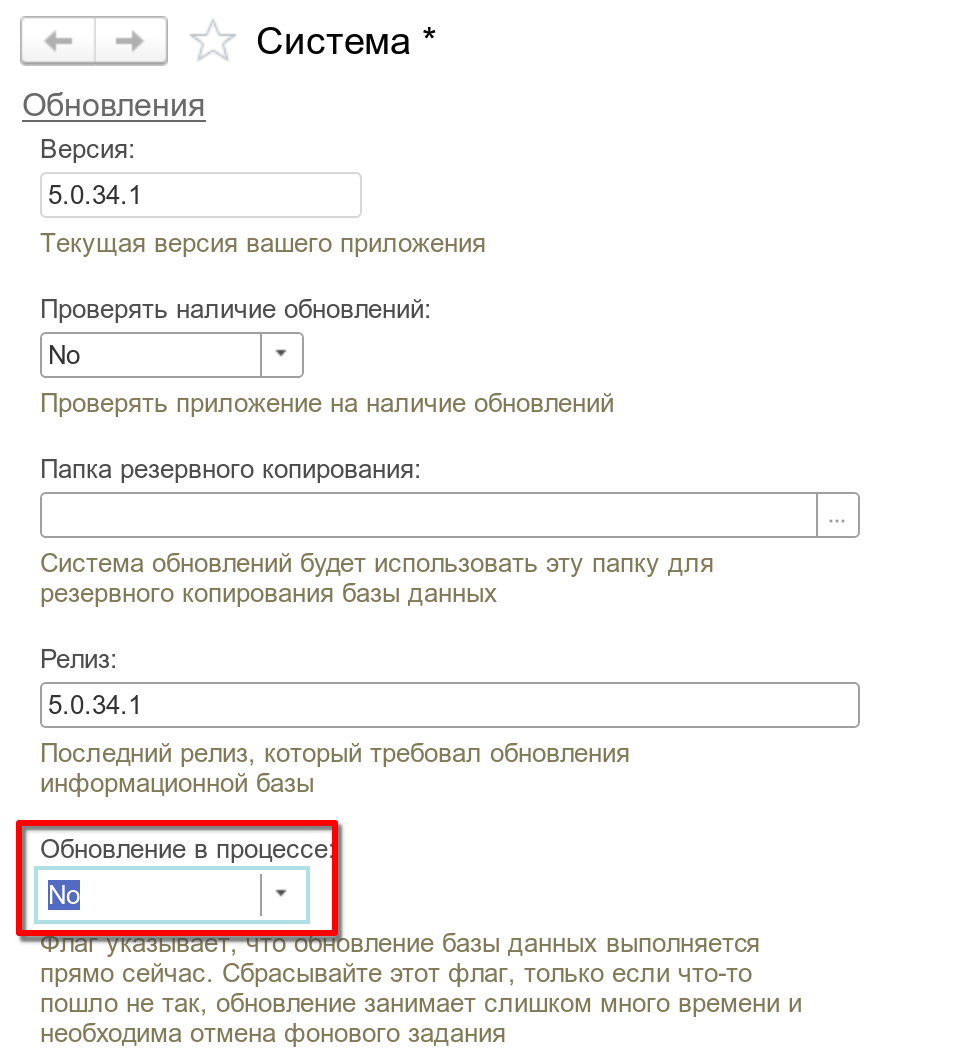 Система *
Обновления
Версия:
5.0.34.1
Текущая версия вашего приложения
Проверять наличие обновлений:
No
Проверять приложение на наличие обновлений
Папка резервного копирования:
...
Система обновлений будет использовать эту папку для
резервного копирования базы данных
Релиз:
5.0.34.1
Последний релиз, который требовал обновления
информационной базы
Обновление в процессе:
No
Флаг указывает, что обновление базы данных выполняется
прямо сейчас. Сбрасывайте этот флаг, только если что-то
пошло не так, обновление занимает слишком много времени и
необходима отмена фонового задания